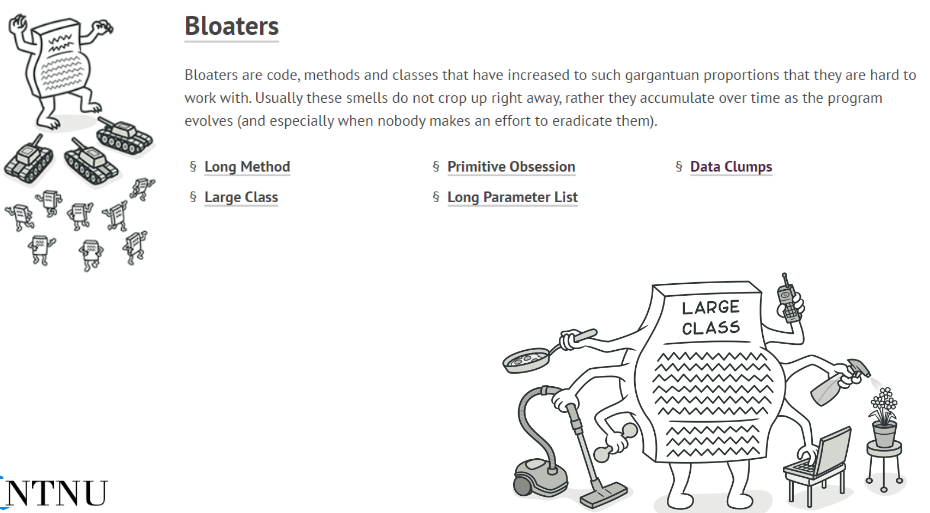 Bloaters
Bloaters are code, methods and classes that have increased to such gargantuan proportions that they are hard to
work with. Usually these smells do not crop up right away, rather they accumulate over time as the program
evolves (and especially when nobody makes an effort to eradicate them).
§ Long Method § Primitive Obsession § Data Clumps
§ Large Class § Long Parameter List
LARGE
CLASS
NTNU